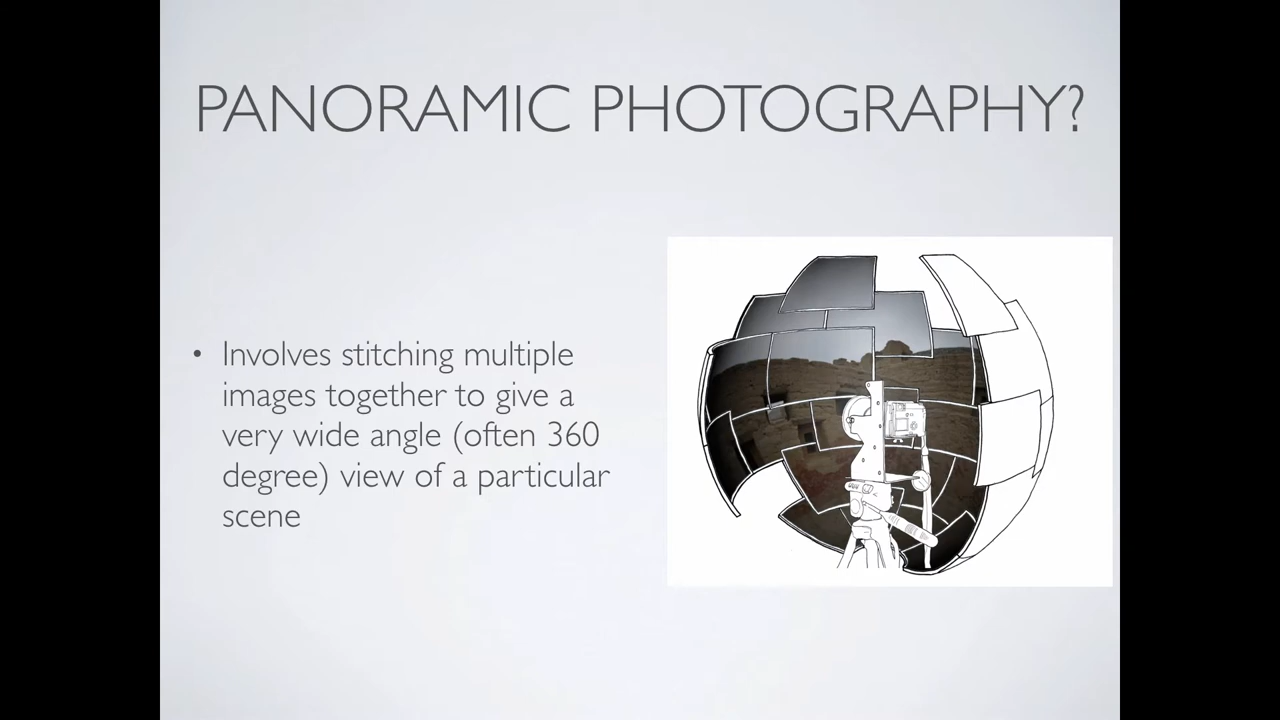 PANORAMIC PHOTOGRAPHY?
• Involves stitching multiple
images together to give a
very wide angle (often 360
degree) view of a particular
scene